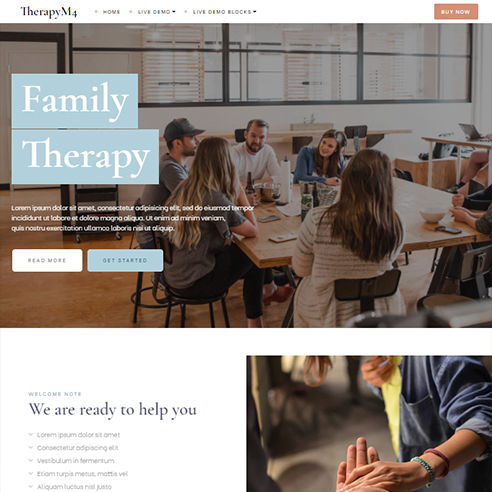 TherapyM4
HOME
LIVE DEMO
LIVE DEMO BLOCKS
BUY NOW
Family
Therapy
Lorem ipsum dolor sit amet, consectetur adipisicing elit, sed do eiusmod tempor
incididunt ut labore et dolore magna aliqua. Ut enim ad minim veniam,
quis nostru exercitation ullamco laboris nisi ut aliquip.
READ MORE
GET STARTED
WELCOME NOTE
We are ready to help you
Lorem ipsum dolor sit amet
Consectetur adipiscing elit
Vestibulum in fermentum
Etiam turpis metus, mattis vel
Aliquam luctus nisl justo